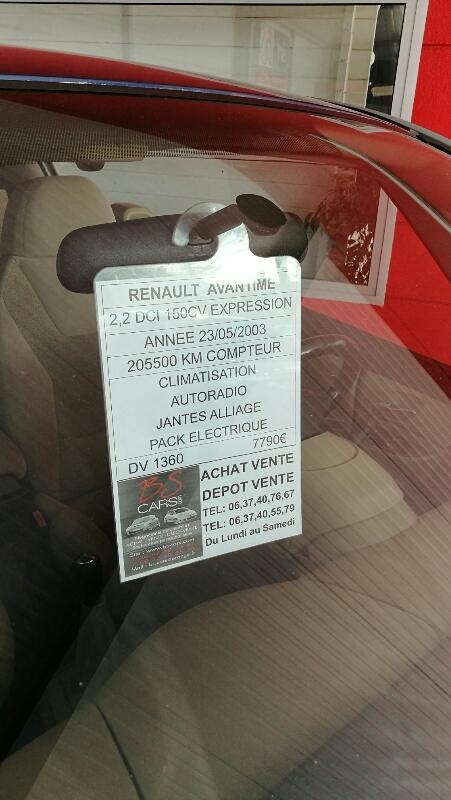 RENAULT AVANTIME
2,2 DCI 150CV EXPRESSION
ANNEE 23/05/2003
205500 KM COMPTEUR
CLIMATISATION
AUTORADIO
JANTES ALLIAGE
PACK ELECTRIQUE
7790€
DV 1360
BS
CARS
ACHAT VENTE
DEPOT VENTE
TEL: 06,37,40,76,67
TEL: 06,37,40,55,79
Du Lundi au Samedi